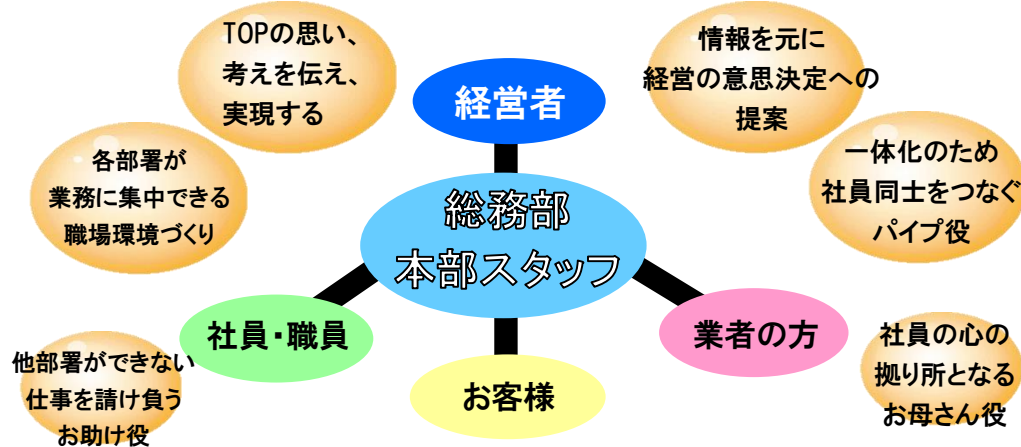 TOPの思い、
考えを伝え、
実現する
情報を元に
経営の意思決定への
提案
経営者
各部署が
業務に集中できる
職場環境づくり
一体化のため
社員同士をつなぐ
パイプ役
総務部
本部スタッフ
社員・職員
業者の方
お客様
他部署ができない
仕事を請け負う
お助け役
社員の心の
拠り所となる
お母さん役